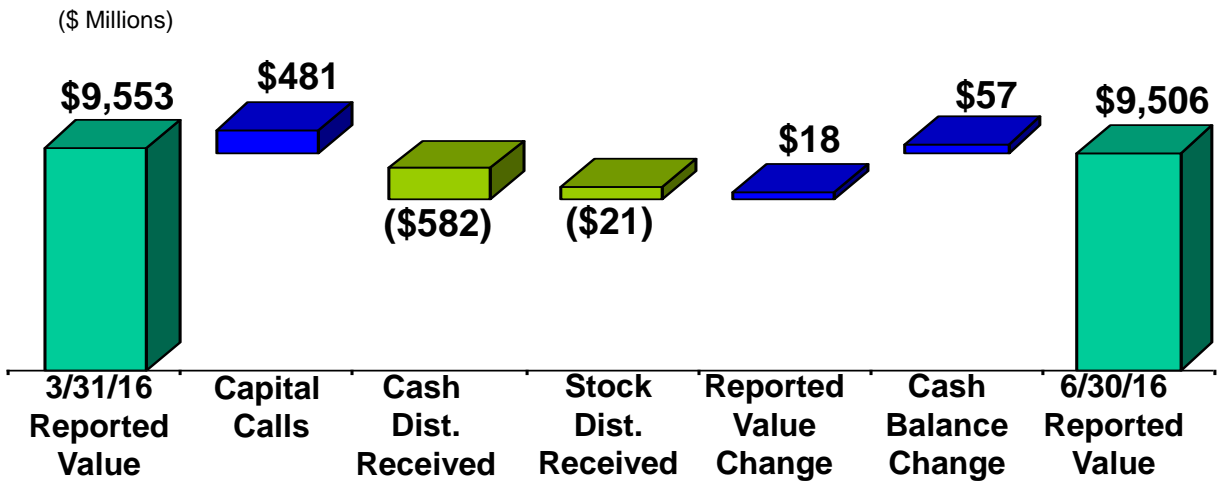 ($ Millions)
$9,553
$481
($582)
($21)
$18
$57
$9,506
3/31/16
Reported
Value
Capital
Calls
Cash
Dist.
Received
Stock
Dist.
Received
Reported
Value
Change
Cash
Balance
Change
6/30/16
Reported
Value